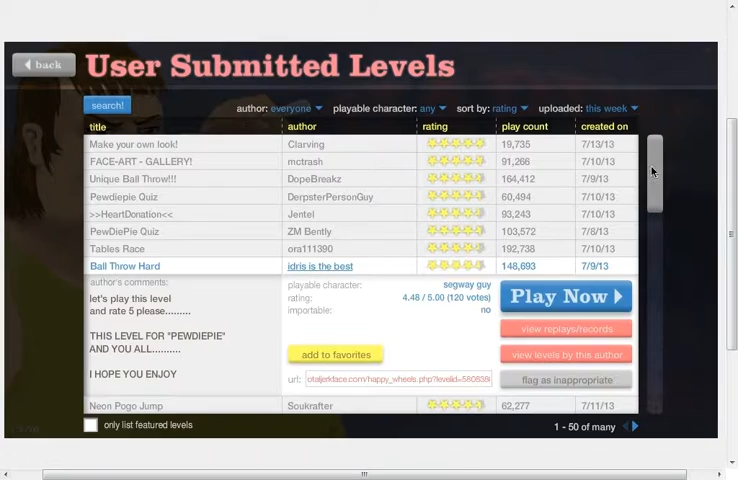 back
User Submitted Levels
search!
author: everyone playable character: any sort by: rating uploaded: this week
title author rating play count created on
Make your own look! Clarving 19,735 7/13/13
FACE-ART - GALLERY! mctrash 91,266 7/10/13
Unique Ball Throw!!! DopeBreakz 164,412 7/9/13
Pewdiepie Quiz DerpsterPersonGuy 60,494 7/10/13
>>HeartDonation<< Jentel 93,243 7/10/13
PewDiePie Quiz ZM Bently 103,572 7/8/13
Tables Race ora111390 192,738 7/10/13
Ball Throw Hard idris is the best 148,693 7/9/13
author's comments:
let's play this level
and rate 5 please.........
THIS LEVEL FOR "PEWDIEPIE"
AND YOU ALL..........
I HOPE YOU ENJOY
playable character: segway guy
rating: 4.48 / 5.00 (120 votes)
importable: no
add to favorites
url: otaljerkface.com/happy_wheels.php?levelid=560838
Play Now
view replays/records
view levels by this author
flag as inappropriate
Neon Pogo Jump Soukrafter 62,277 7/11/13
only list featured levels
1 - 50 of many